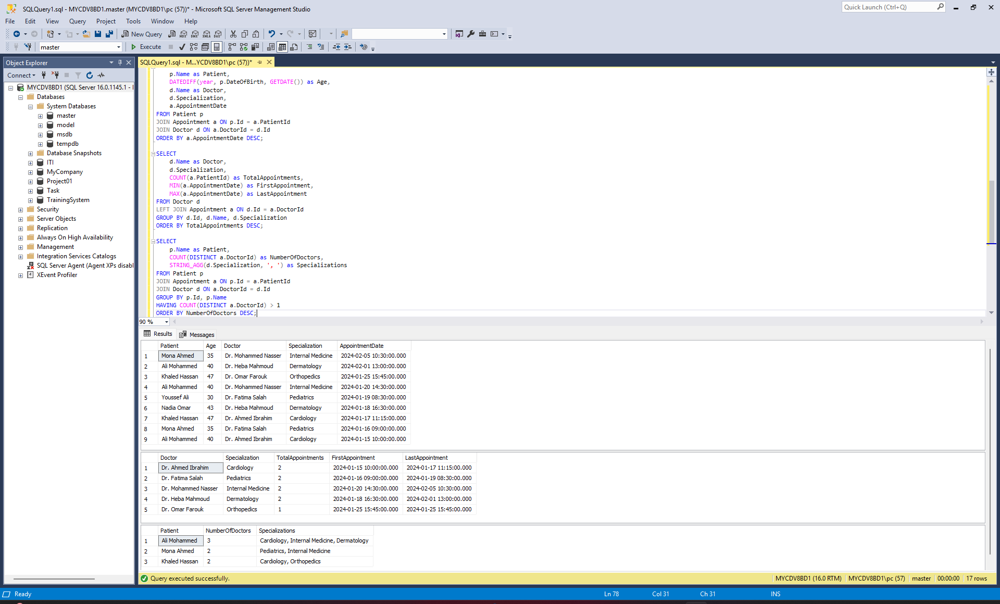 SQLQuery1.sql - MYCDV8BD1.master (MYCDV8BD1\pc (57))* - Microsoft SQL Server Management Studio
Quick Launch (Ctrl+Q)
File Edit View Query Project Tools Window Help
New Query MDX DMX XMLA DAX
master Execute
Object Explorer
SQLQuery1.sql - M...YCDV8BD1\pc (57))*
Connect
MYCDV8BD1 (SQL Server 16.0.1145.1 - 
Databases
System Databases
master
model
msdb
tempdb
Database Snapshots
ITI
MyCompany
Project01
Task
TrainingSystem
Security
Server Objects
Replication
Always On High Availability
Management
Integration Services Catalogs
SQL Server Agent (Agent XPs disabl
XEvent Profiler
p.Name as Patient,
DATEDIFF(year, p.DateOfBirth, GETDATE()) as Age,
d.Name as Doctor,
d.Specialization,
a.AppointmentDate
FROM Patient p
JOIN Appointment a ON p.Id = a.PatientId
JOIN Doctor d ON a.DoctorId = d.Id
ORDER BY a.AppointmentDate DESC;
SELECT
d.Name as Doctor,
d.Specialization,
COUNT(a.PatientId) as TotalAppointments,
MIN(a.AppointmentDate) as FirstAppointment,
MAX(a.AppointmentDate) as LastAppointment
FROM Doctor d
LEFT JOIN Appointment a ON d.Id = a.DoctorId
GROUP BY d.Id, d.Name, d.Specialization
ORDER BY TotalAppointments DESC;
SELECT
p.Name as Patient,
COUNT(DISTINCT a.DoctorId) as NumberOfDoctors,
STRING_AGG(d.Specialization, ', ') as Specializations
FROM Patient p
JOIN Appointment a ON p.Id = a.PatientId
JOIN Doctor d ON a.DoctorId = d.Id
GROUP BY p.Id, p.Name
HAVING COUNT(DISTINCT a.DoctorId) > 1
ORDER BY NumberOfDoctors DESC;
90 %
Results Messages
Patient Age Doctor Specialization AppointmentDate
1 Mona Ahmed 35 Dr. Mohammed Nasser Internal Medicine 2024-02-05 10:30:00.000
2 Ali Mohammed 40 Dr. Heba Mahmoud Dermatology 2024-02-01 13:00:00.000
3 Khaled Hassan 47 Dr. Omar Farouk Orthopedics 2024-01-25 15:45:00.000
4 Ali Mohammed 40 Dr. Mohammed Nasser Internal Medicine 2024-01-20 14:30:00.000
5 Youssef Ali 30 Dr. Fatima Salah Pediatrics 2024-01-19 08:30:00.000
6 Nadia Omar 43 Dr. Heba Mahmoud Dermatology 2024-01-18 16:30:00.000
7 Khaled Hassan 47 Dr. Ahmed Ibrahim Cardiology 2024-01-17 11:15:00.000
8 Mona Ahmed 35 Dr. Fatima Salah Pediatrics 2024-01-16 09:00:00.000
9 Ali Mohammed 40 Dr. Ahmed Ibrahim Cardiology 2024-01-15 10:00:00.000
Doctor Specialization TotalAppointments FirstAppointment LastAppointment
1 Dr. Ahmed Ibrahim Cardiology 2 2024-01-15 10:00:00.000 2024-01-17 11:15:00.000
2 Dr. Fatima Salah Pediatrics 2 2024-01-16 09:00:00.000 2024-01-19 08:30:00.000
3 Dr. Mohammed Nasser Internal Medicine 2 2024-01-20 14:30:00.000 2024-02-05 10:30:00.000
4 Dr. Heba Mahmoud Dermatology 2 2024-01-18 16:30:00.000 2024-02-01 13:00:00.000
5 Dr. Omar Farouk Orthopedics 1 2024-01-25 15:45:00.000 2024-01-25 15:45:00.000
Patient NumberOfDoctors Specializations
1 Ali Mohammed 3 Cardiology, Internal Medicine, Dermatology
2 Mona Ahmed 2 Pediatrics, Internal Medicine
3 Khaled Hassan 2 Cardiology, Orthopedics
Query executed successfully. MYCDV8BD1 (16.0 RTM) MYCDV8BD1\pc (57) master 00:00:00 17 rows
Ready Ln 78 Col 31 Ch 31 INS